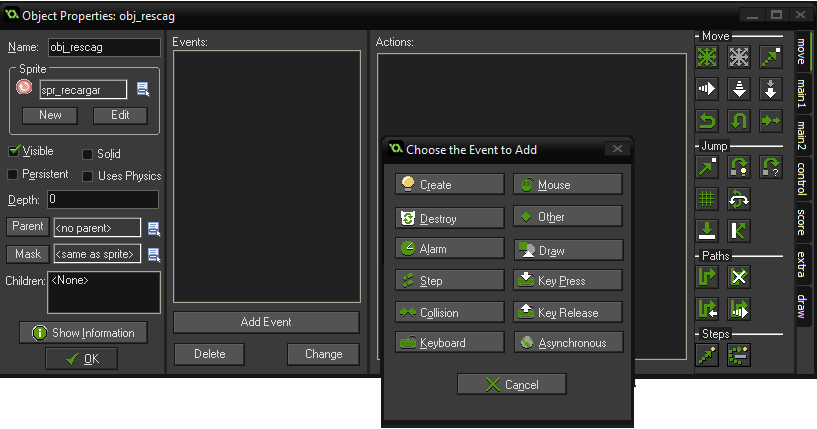 Object Properties: obj_rescag
Name: obj_rescag
Sprite
spr_recargar
New Edit
Visible Solid
Persistent Uses Physics
Depth: 0
Parent <no parent>
Mask <same as sprite>
Children: <None>
Show Information
OK
Events:
Add Event
Delete Change
Actions:
Choose the Event to Add
Create Mouse
Destroy Other
Alarm Draw
Step Key Press
Collision Key Release
Keyboard Asynchronous
Cancel
Move
Jump
Paths
Steps
move
main1
main2
control
score
extra
draw